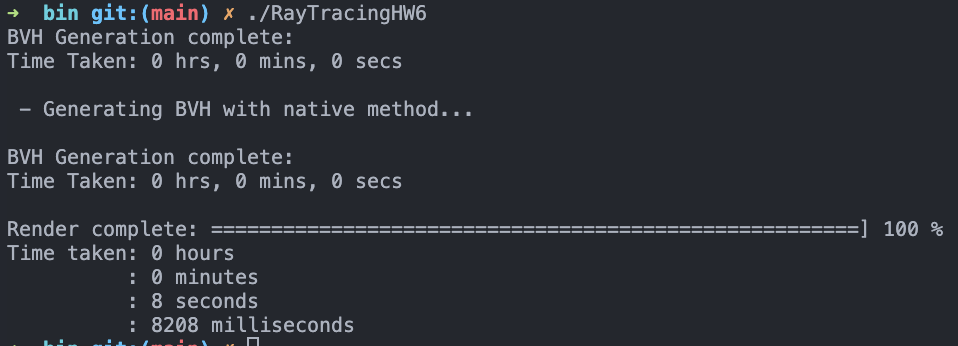 ➜  bin git:(main) ✗ ./RayTracingHW6
BVH Generation complete:
Time Taken: 0 hrs, 0 mins, 0 secs
 - Generating BVH with native method...
BVH Generation complete:
Time Taken: 0 hrs, 0 mins, 0 secs
Render complete: ======================================================] 100 %
Time taken: 0 hours
          : 0 minutes
          : 8 seconds
          : 8208 milliseconds
➜  bin git:(main) ✗